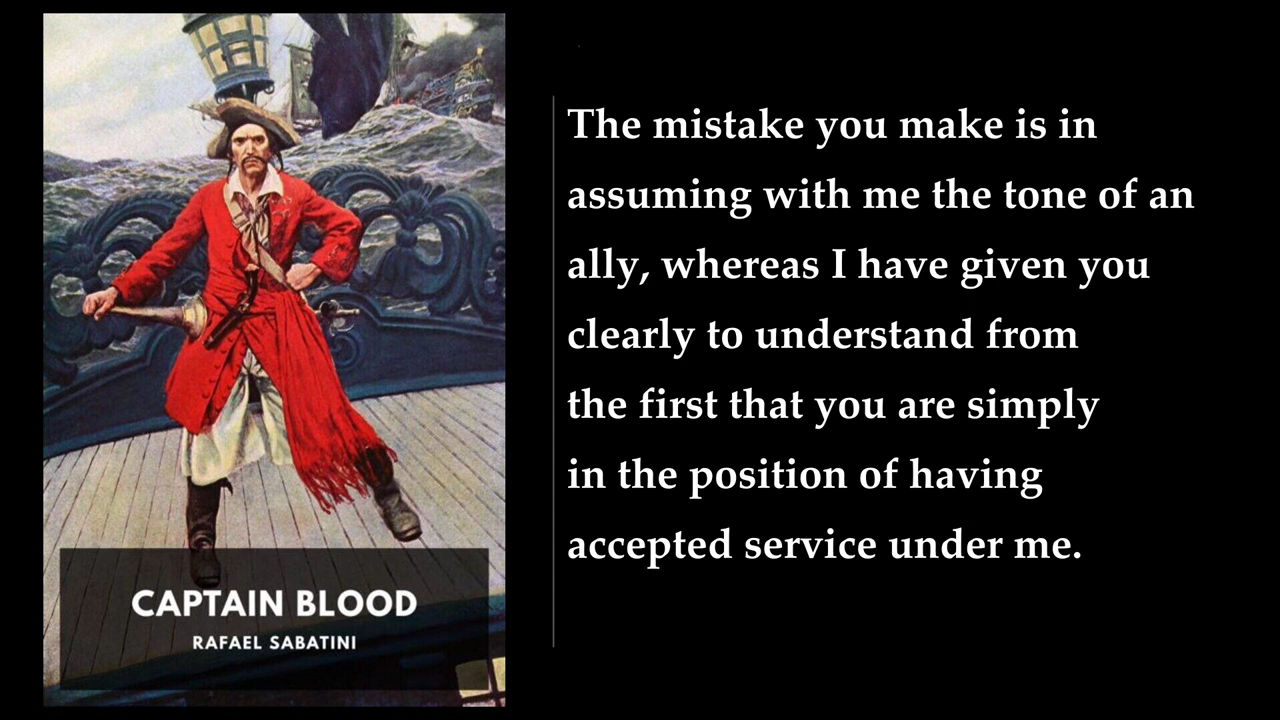 CAPTAIN BLOOD
RAFAEL SABATINI
The mistake you make is in
assuming with me the tone of an
ally, whereas I have given you
clearly to understand from
the first that you are simply
in the position of having
accepted service under me.